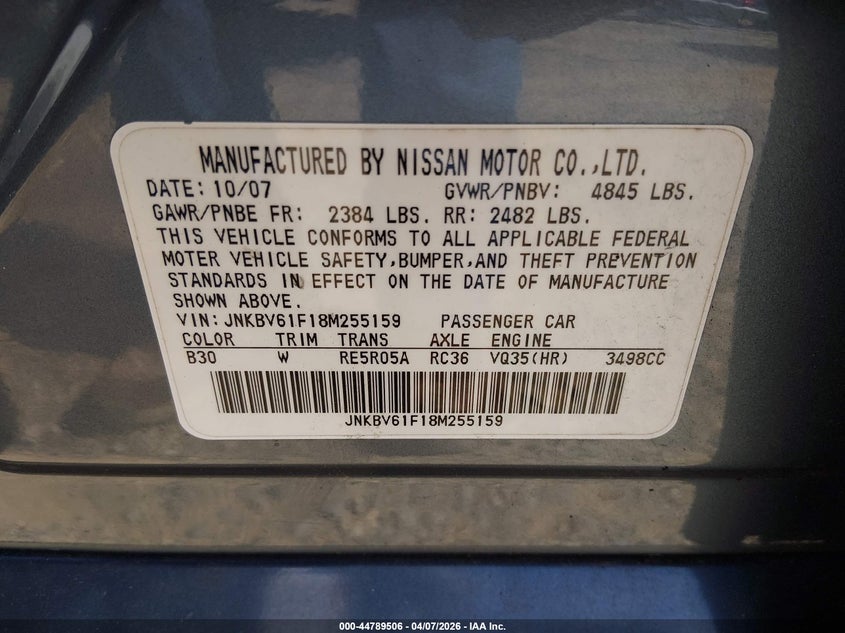 MANUFACTURED BY NISSAN MOTOR CO.,LTD.
DATE: 10/07 GVWR/PNBV: 4845 LBS.
GAWR/PNBE FR: 2384 LBS. RR: 2482 LBS.
THIS VEHICLE CONFORMS TO ALL APPLICABLE FEDERAL
MOTER VEHICLE SAFETY,BUMPER,AND THEFT PREVENTION
STANDARDS IN EFFECT ON THE DATE OF MANUFACTURE
SHOWN ABOVE.
VIN: JNKBV61F18M255159 PASSENGER CAR
COLOR TRIM TRANS AXLE ENGINE
B30 W RE5R05A RC36 VQ35(HR) 3498CC
JNKBV61F18M255159
000-44789506 - 04/07/2026 - IAA Inc.